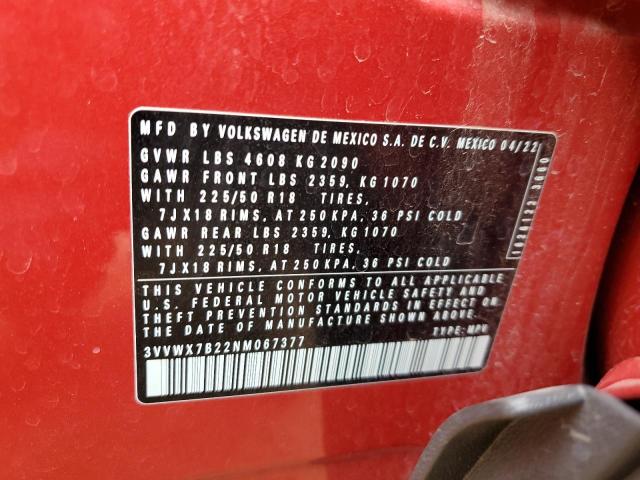 MFD BY VOLKSWAGEN DE MEXICO S.A. DE C.V. MEXICO 04/22
GVWR LBS 4608 KG 2090
GAWR FRONT LBS 2359, KG 1070
WITH 225/50 R18 TIRES,
7JX18 RIMS, AT 250 KPA, 36 PSI COLD
GAWR REAR LBS 2359, KG 1070
WITH 225/50 R18 TIRES,
7JX18 RIMS, AT 250 KPA, 36 PSI COLD
THIS VEHICLE CONFORMS TO ALL APPLICABLE
U.S. FEDERAL MOTOR VEHICLE SAFETY AND
THEFT PREVENTION STANDARDS IN EFFECT ON
THE DATE OF MANUFACTURE SHOWN ABOVE.
3VVWX7B22NM067377 TYPE: MPV